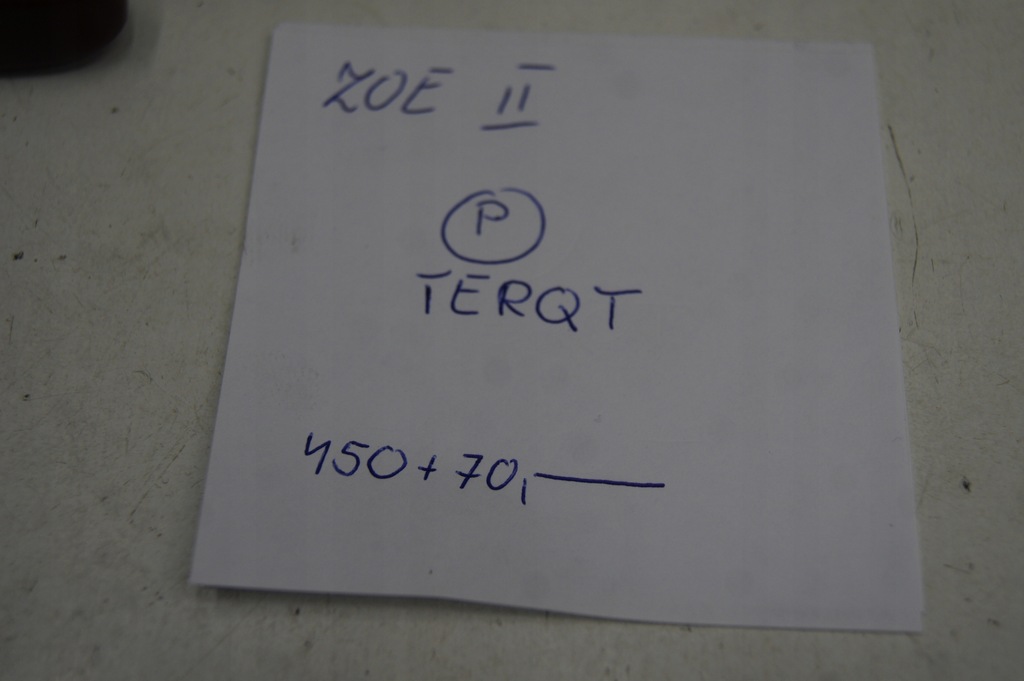 ZOE II
P
TERQT
450+70,—